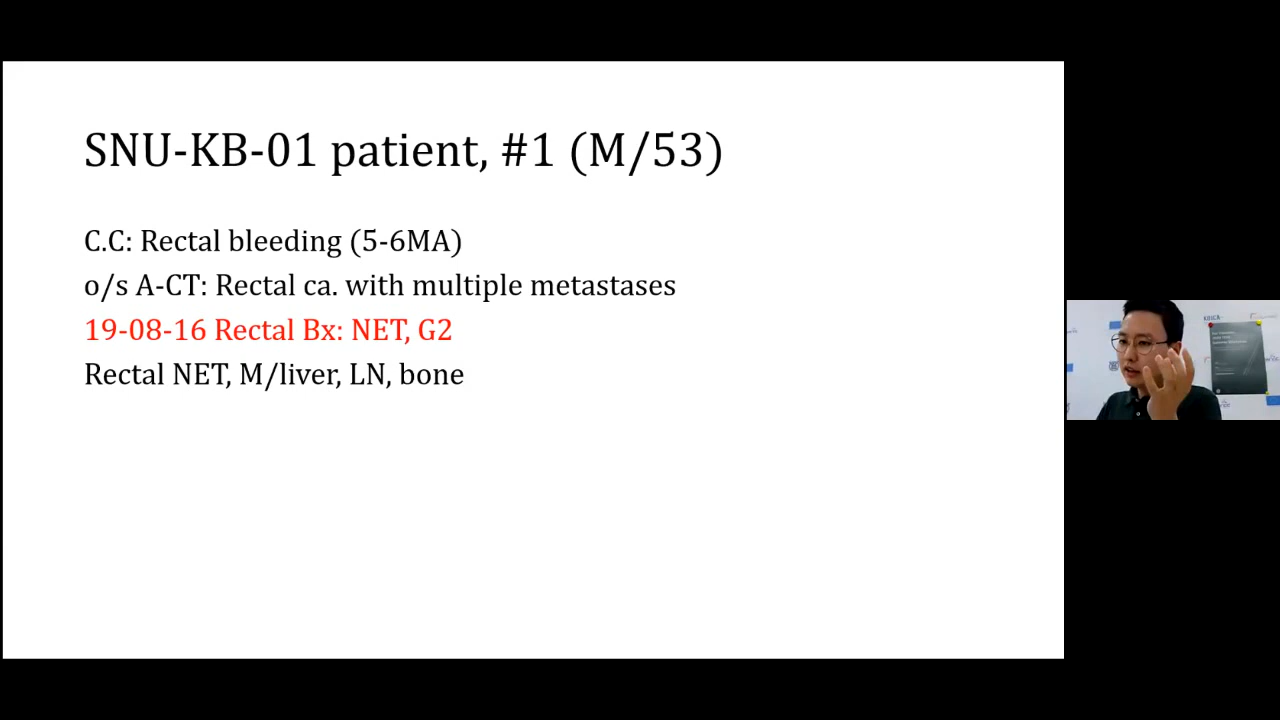 SNU-KB-01 patient, #1 (M/53)
C.C: Rectal bleeding (5-6MA)
o/s A-CT: Rectal ca. with multiple metastases
19-08-16 Rectal Bx: NET, G2
Rectal NET, M/liver, LN, bone